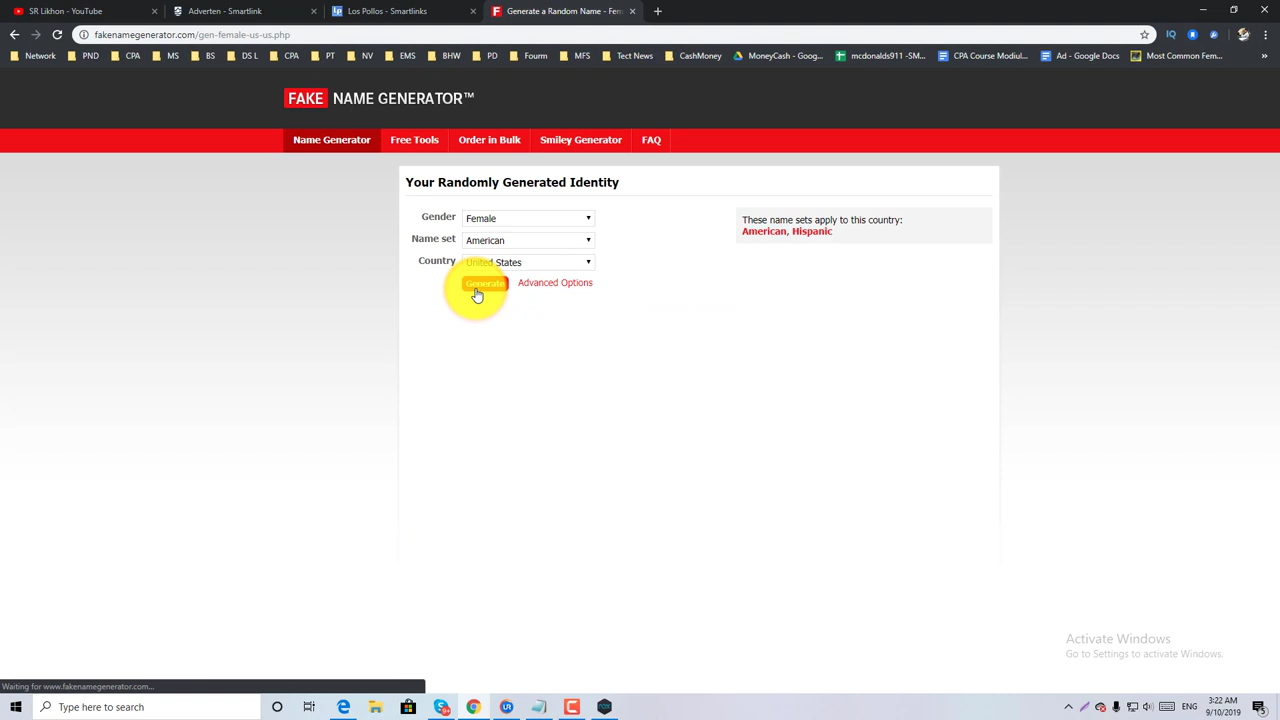 SR Likhon - YouTube
Adverten - Smartlink
Los Pollos - Smartlinks
Generate a Random Name - Fem
fakenamegenerator.com/gen-female-us-us.php
Network PND CPA MS BS DS L CPA PT NV EMS BHW PD Fourm MFS Tect News CashMoney MoneyCash - Goog... mcdonalds911 -SM... CPA Course Modiul... Ad - Google Docs Most Common Fem... »
FAKE NAME GENERATOR™
Name Generator Free Tools Order in Bulk Smiley Generator FAQ
Your Randomly Generated Identity
Gender Female
Name set American
Country United States
Generate Advanced Options
These name sets apply to this country:
American, Hispanic
Activate Windows
Go to Settings to activate Windows.
Waiting for www.fakenamegenerator.com...
Type here to search
ENG
3:22 AM
9/10/2019